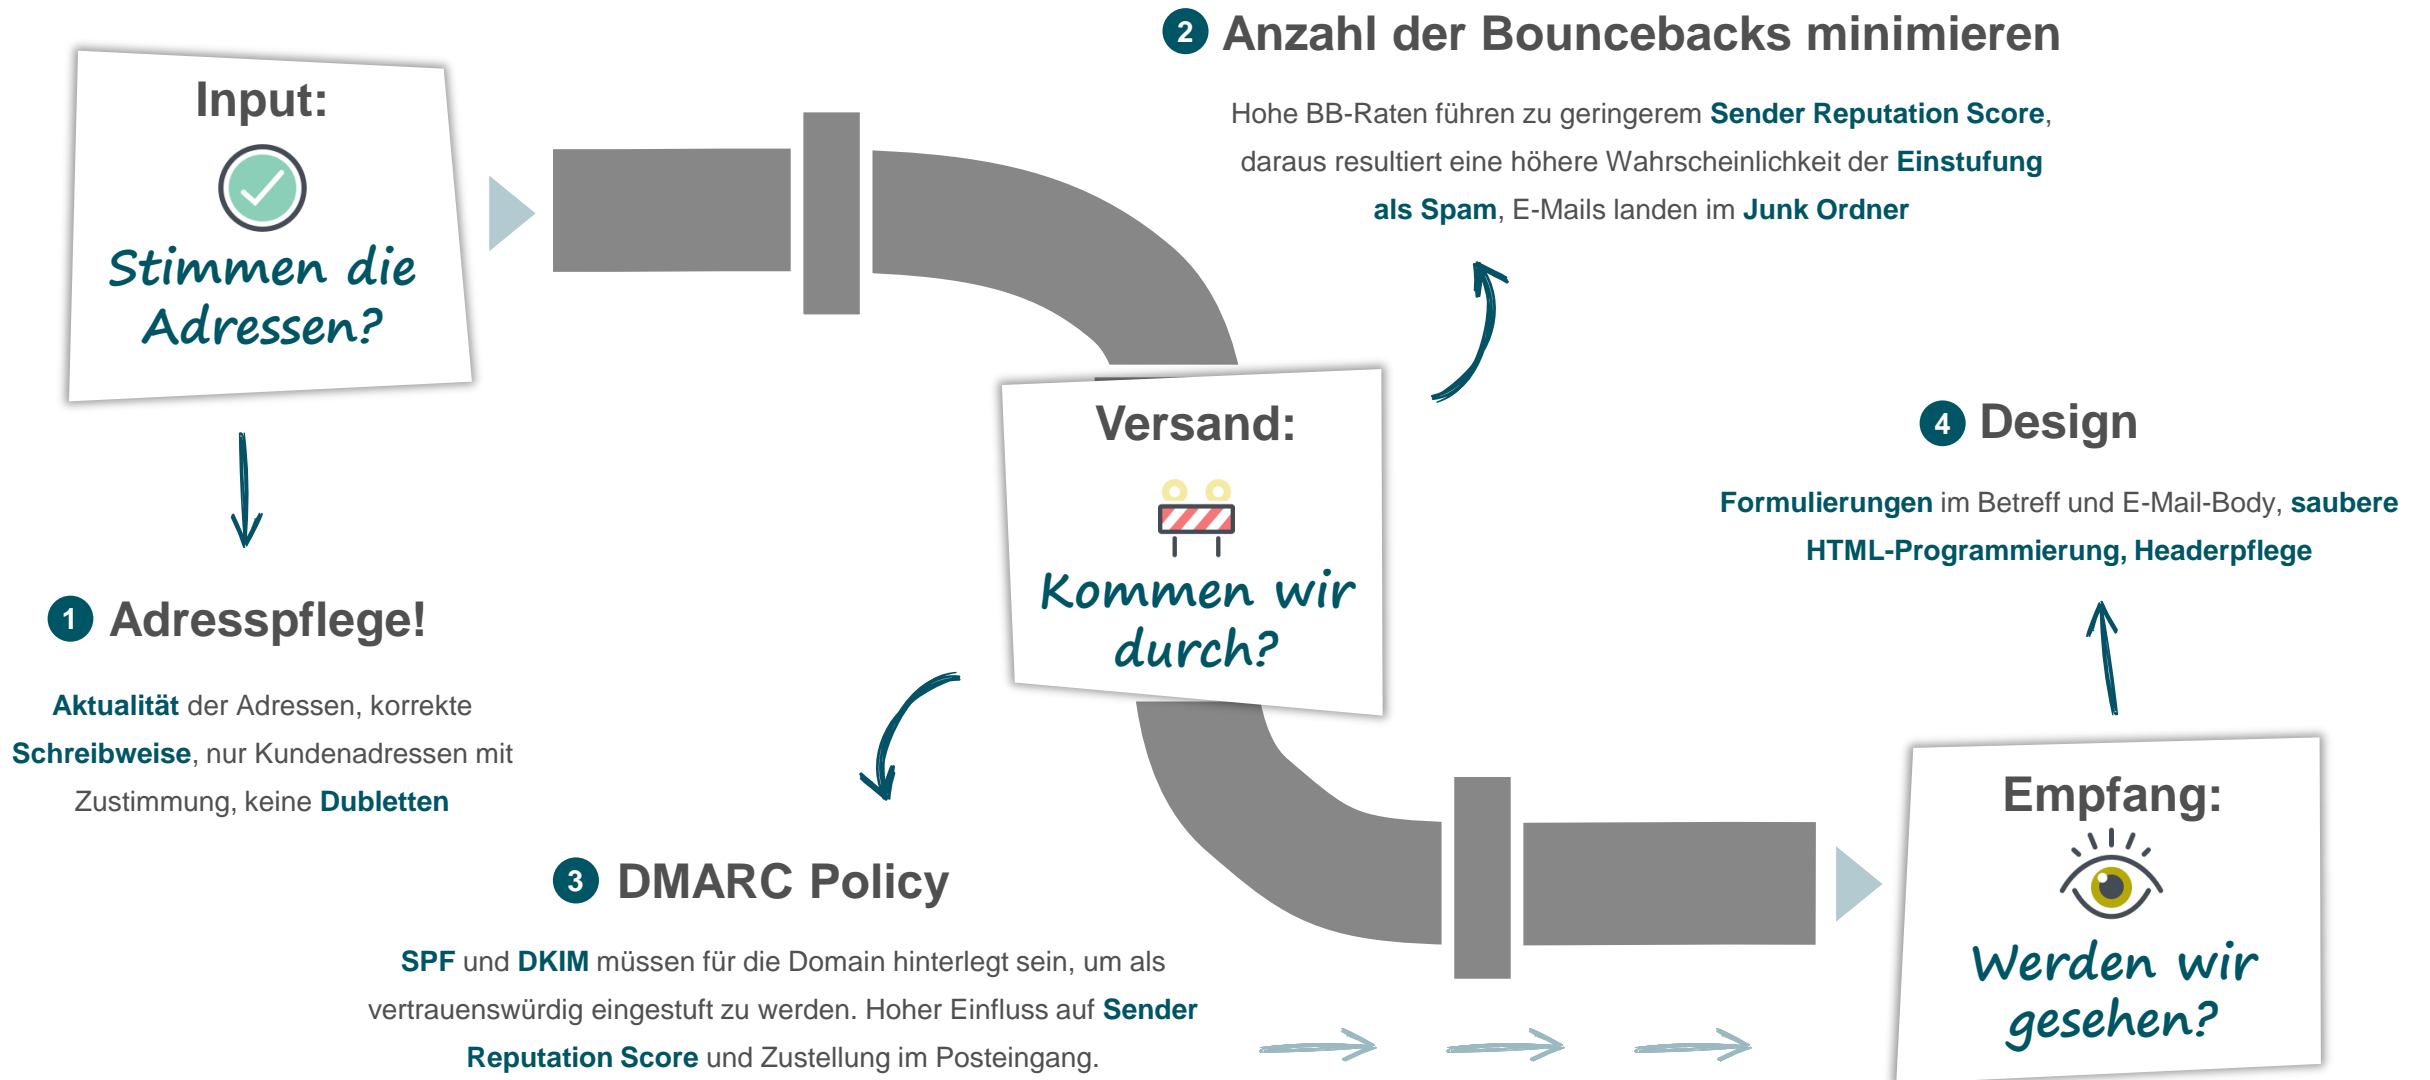 Input:
Stimmen die
Adressen?
1 Adresspflege!
Aktualität der Adressen, korrekte
Schreibweise, nur Kundenadressen mit
Zustimmung, keine Dubletten
2 Anzahl der Bouncebacks minimieren
Hohe BB-Raten führen zu geringerem Sender Reputation Score,
daraus resultiert eine höhere Wahrscheinlichkeit der Einstufung
als Spam, E-Mails landen im Junk Ordner
Versand:
Kommen wir
durch?
3 DMARC Policy
SPF und DKIM müssen für die Domain hinterlegt sein, um als
vertrauenswürdig eingestuft zu werden. Hoher Einfluss auf Sender
Reputation Score und Zustellung im Posteingang.
4 Design
Formulierungen im Betreff und E-Mail-Body, saubere
HTML-Programmierung, Headerpflege
Empfang:
Werden wir
gesehen?